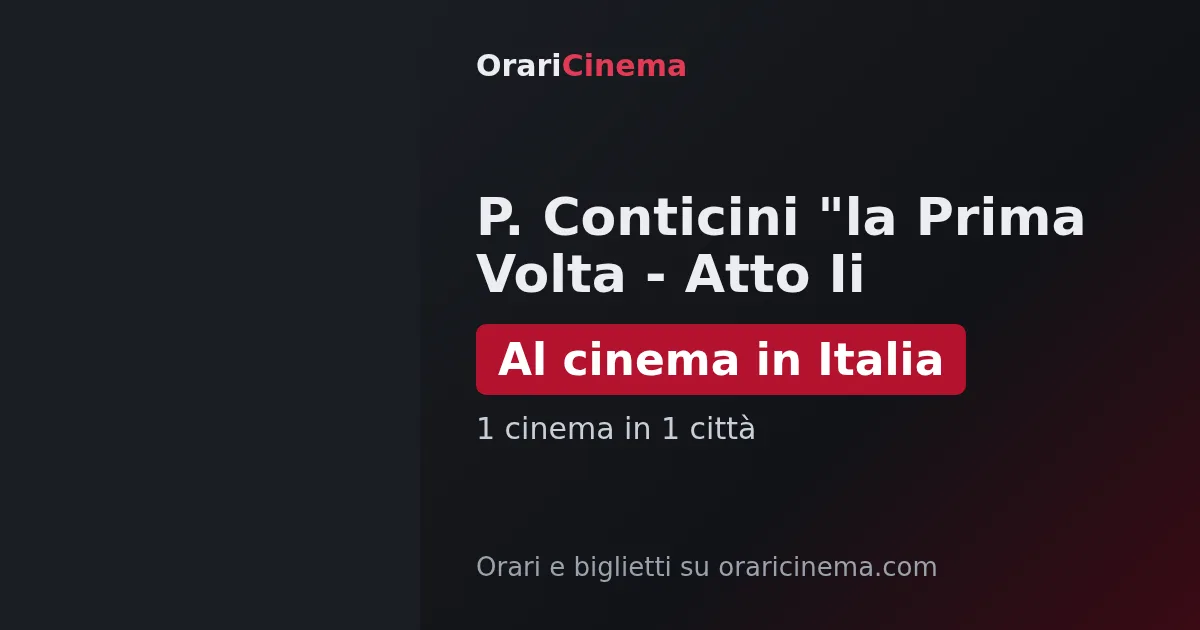 OrariCinema
P. Conticini "la Prima
Volta - Atto Ii
Al cinema in Italia
1 cinema in 1 città
Orari e biglietti su oraricinema.com